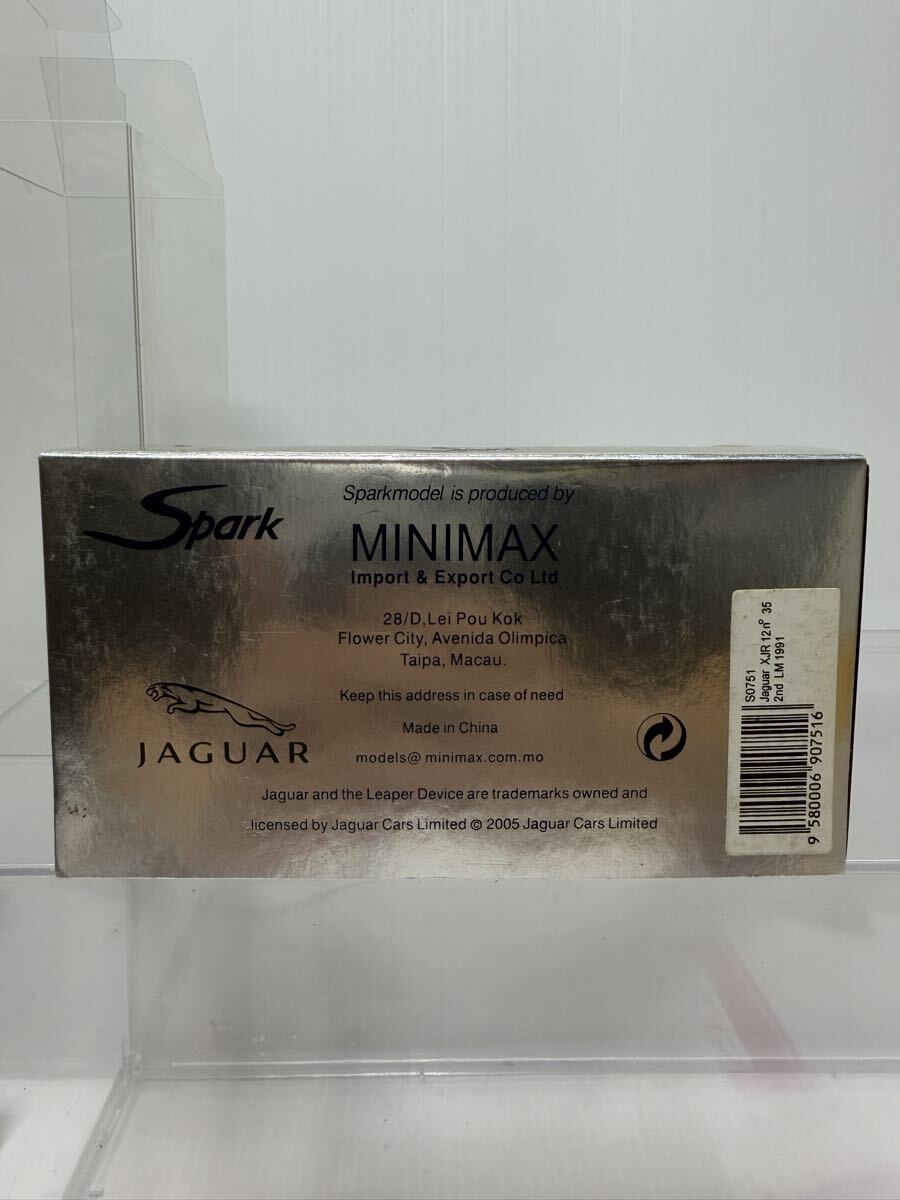 Spark
Spark
Sparkmodel is produced by
MINIMAX
Import & Export Co Ltd
28/D, Lei Pou Kok
Flower City, Avenida Olimpica
Taipa, Macau.
Keep this address in case of need
Made in China
models@minimax.com.mo
JAGUAR
Jaguar and the Leaper Device are trademarks owned and
licensed by Jaguar Cars Limited © 2005 Jaguar Cars Limited
S0751
Jaguar XJR 12 n° 35
2nd LM 1991
9 580006 907516